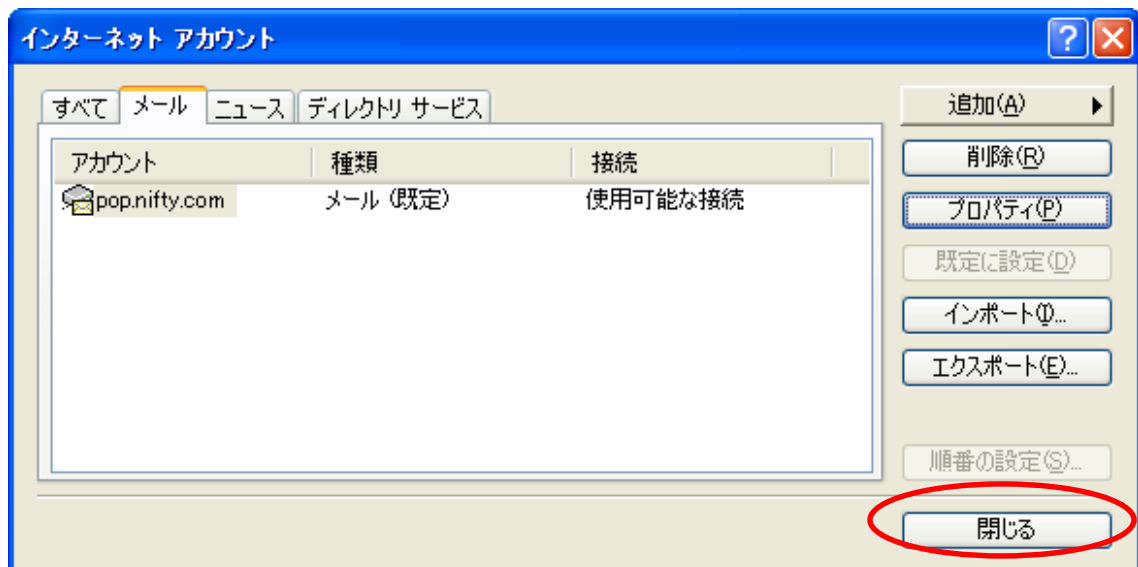 インターネット アカウント
すべて メール ニュース ディレクトリ サービス
アカウント 種類 接続
pop.nifty.com メール (既定) 使用可能な接続
追加(A)
削除(R)
プロパティ(P)
既定に設定(D)
インポート(I)...
エクスポート(E)...
順番の設定(S)...
閉じる